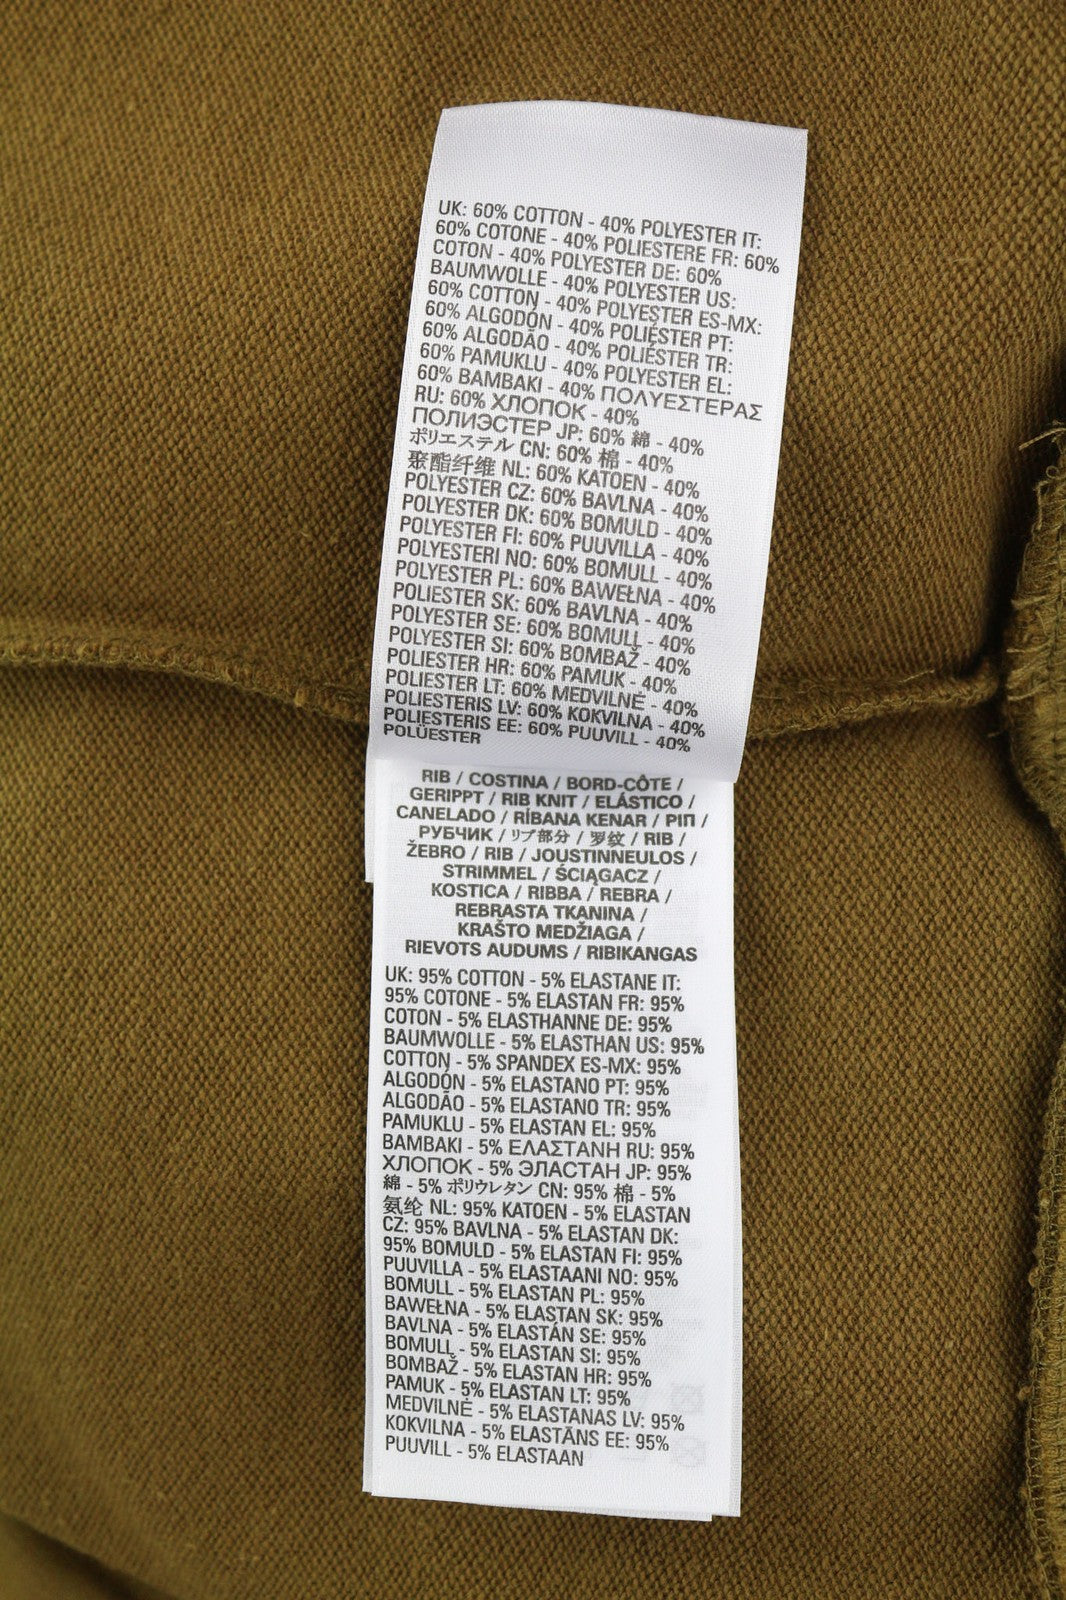 UK: 60% COTTON - 40% POLYESTER IT:
60% COTONE - 40% POLIESTERE FR: 60%
COTON - 40% POLYESTER DE: 60%
BAUMWOLLE - 40% POLYESTER US:
60% COTTON - 40% POLYESTER ES-MX:
60% ALGODÓN - 40% POLIÉSTER PT:
60% ALGODÃO - 40% POLIÉSTER TR:
60% PAMUKLU - 40% POLYESTER EL:
60% BAMBAKI - 40% ΠΟΛΥΕΣΤΕΡΑΣ
RU: 60% ХЛОПОК - 40%
ПОЛИЭСТЕР JP: 60% 綿 - 40%
ポリエステル CN: 60% 棉 - 40%
聚酯纤维 NL: 60% KATOEN - 40%
POLYESTER CZ: 60% BAVLNA - 40%
POLYESTER DK: 60% BOMULD - 40%
POLYESTER FI: 60% PUUVILLA - 40%
POLYESTERI NO: 60% BOMULL - 40%
POLYESTER PL: 60% BAWEŁNA - 40%
POLIESTER SK: 60% BAVLNA - 40%
POLYESTER SE: 60% BOMULL - 40%
POLYESTER SI: 60% BOMBAŽ - 40%
POLIESTER HR: 60% PAMUK - 40%
POLIESTER LT: 60% MEDVILNĖ - 40%
POLIESTERIS LV: 60% KOKVILNA - 40%
POLIESTERIS EE: 60% PUUVILL - 40%
POLÜESTER
RIB / COSTINA / BORD-CÔTE /
GERIPPT / RIB KNIT / ELÁSTICO /
CANELADO / RİBANA KENAR / ΡΙΠ /
РУБЧИК / リブ部分 / 罗纹 / RIB /
ŽEBRO / RIB / JOUSTINNEULOS /
STRIMMEL / ŚCIĄGACZ /
KOSTICA / RIBBA / REBRA /
REBRASTA TKANINA /
KRAŠTO MEDŽIAGA /
RIEVOTS AUDUMS / RIBIKANGAS
UK: 95% COTTON - 5% ELASTANE IT:
95% COTONE - 5% ELASTAN FR: 95%
COTON - 5% ELASTHANNE DE: 95%
BAUMWOLLE - 5% ELASTHAN US: 95%
COTTON - 5% SPANDEX ES-MX: 95%
ALGODÓN - 5% ELASTANO PT: 95%
ALGODÃO - 5% ELASTANO TR: 95%
PAMUKLU - 5% ELASTAN EL: 95%
BAMBAKI - 5% ΕΛΑΣΤΑΝΗ RU: 95%
ХЛОПОК - 5% ЭЛАСТАН JP: 95%
綿 - 5% ポリウレタン CN: 95% 棉 - 5%
氨纶 NL: 95% KATOEN - 5% ELASTAN
CZ: 95% BAVLNA - 5% ELASTAN DK:
95% BOMULD - 5% ELASTAN FI: 95%
PUUVILLA - 5% ELASTAANI NO: 95%
BOMULL - 5% ELASTAN PL: 95%
BAWEŁNA - 5% ELASTAN SK: 95%
BAVLNA - 5% ELASTÁN SE: 95%
BOMULL - 5% ELASTAN SI: 95%
BOMBAŽ - 5% ELASTAN HR: 95%
PAMUK - 5% ELASTAN LT: 95%
MEDVILNĖ - 5% ELASTANAS LV: 95%
KOKVILNA - 5% ELASTĀNS EE: 95%
PUUVILL - 5% ELASTAAN